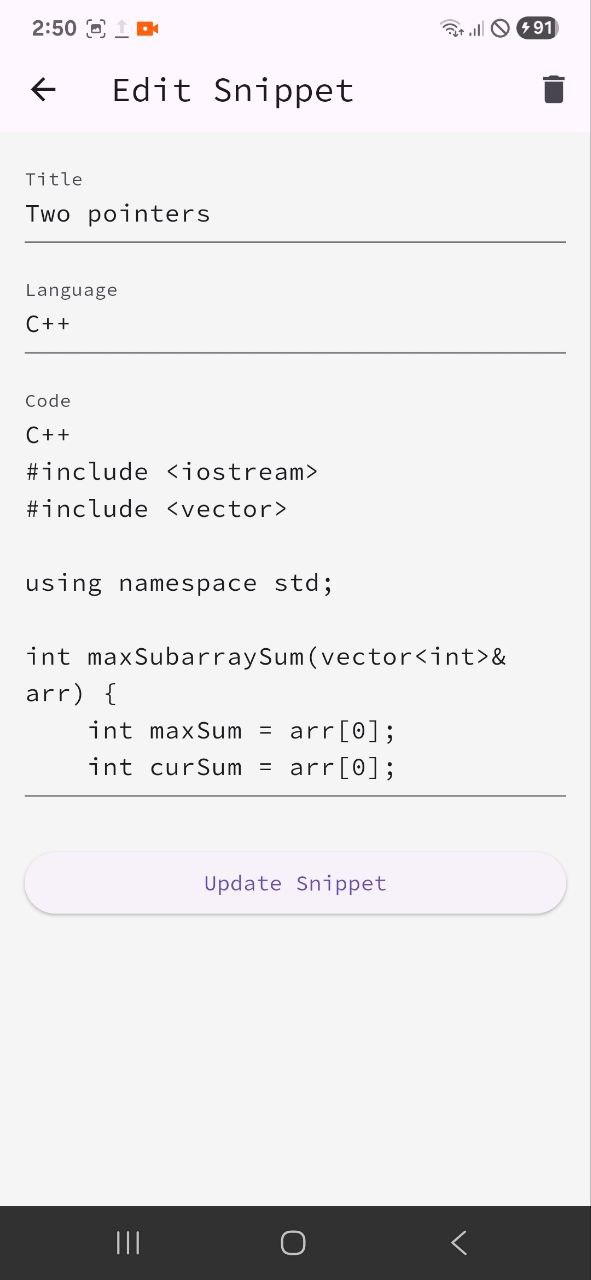 2:50
91
Edit Snippet
Title
Two pointers
Language
C++
Code
C++
#include <iostream>
#include <vector>
using namespace std;
int maxSubarraySum(vector<int>&
arr) {
    int maxSum = arr[0];
    int curSum = arr[0];
Update Snippet